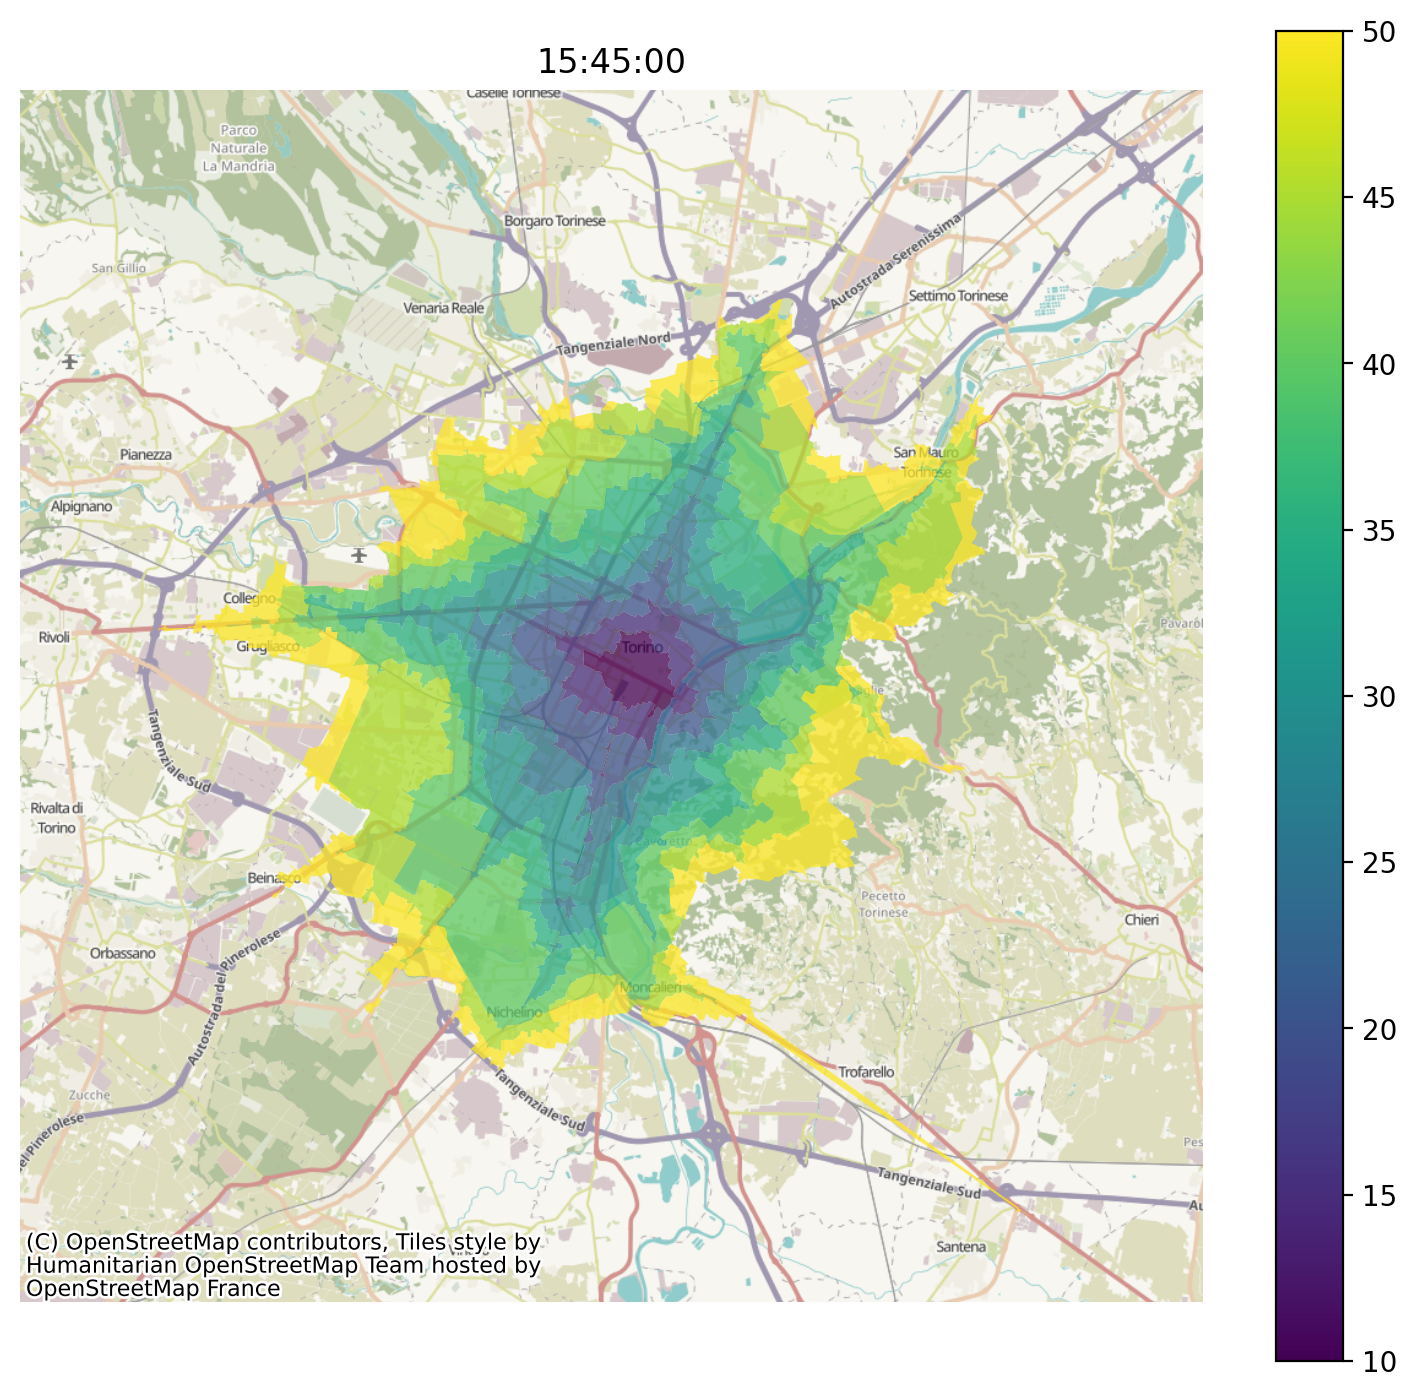 15:45:00
50
Caselle Torinese
Parco
Naturale
La Mandria
45
Borgaro Torinese
Autostrada Serenissima
San Gillio
Settimo Torinese
Venaria Reale
Tangenziale Nord
40
Pianezza
San Mauro
Torinese
Alpignano
35
Collegno
Pavarol
Rivoli
Grugliasco
Torino
30
Tangenziale Sud
Rivalta di
Torino
Cavoretto
25
Beinasco
Pecetto
Torinese
Chieri
Orbassano
Autostrada del Pinerolese
Moncalieri
Nichelino
20
Trofarello
Zucche
Tangenziale Sud
del Pinerolese
Pes
Tangenziale Sud
15
Au
Santena
(C) OpenStreetMap contributors, Tiles style by
Humanitarian OpenStreetMap Team hosted by
OpenStreetMap France
10